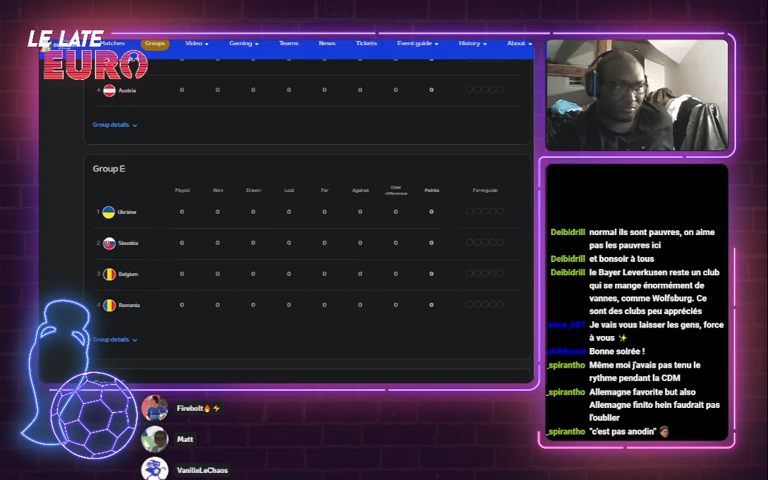 LE LATE
EURO
Matches Groups Video Gaming Teams News Tickets Event guide History About
4 Austria 0 0 0 0 0 0 0 0
Group details
Group E
Played Won Drawn Lost For Against Goal difference Points Form guide
1 Ukraine 0 0 0 0 0 0 0 0
2 Slovakia 0 0 0 0 0 0 0 0
3 Belgium 0 0 0 0 0 0 0 0
4 Romania 0 0 0 0 0 0 0 0
Group details
Firebolt🔥⚡
Matt
VanilleLeChaos
Deibidrill normal ils sont pauvres, on aime
pas les pauvres ici
Deibidrill et bonsoir à tous
Deibidrill le Bayer Leverkusen reste un club
qui se mange énormément de
vannes, comme Wolfsburg. Ce
sont des clubs peu appréciés
Je vais vous laisser les gens, force
à vous ✨
Bonne soirée !
_spirantho Même moi j'avais pas tenu le
rythme pendant la CDM
_spirantho Allemagne favorite but also
Allemagne finito hein faudrait pas
l'oublier
_spirantho "c'est pas anodin"